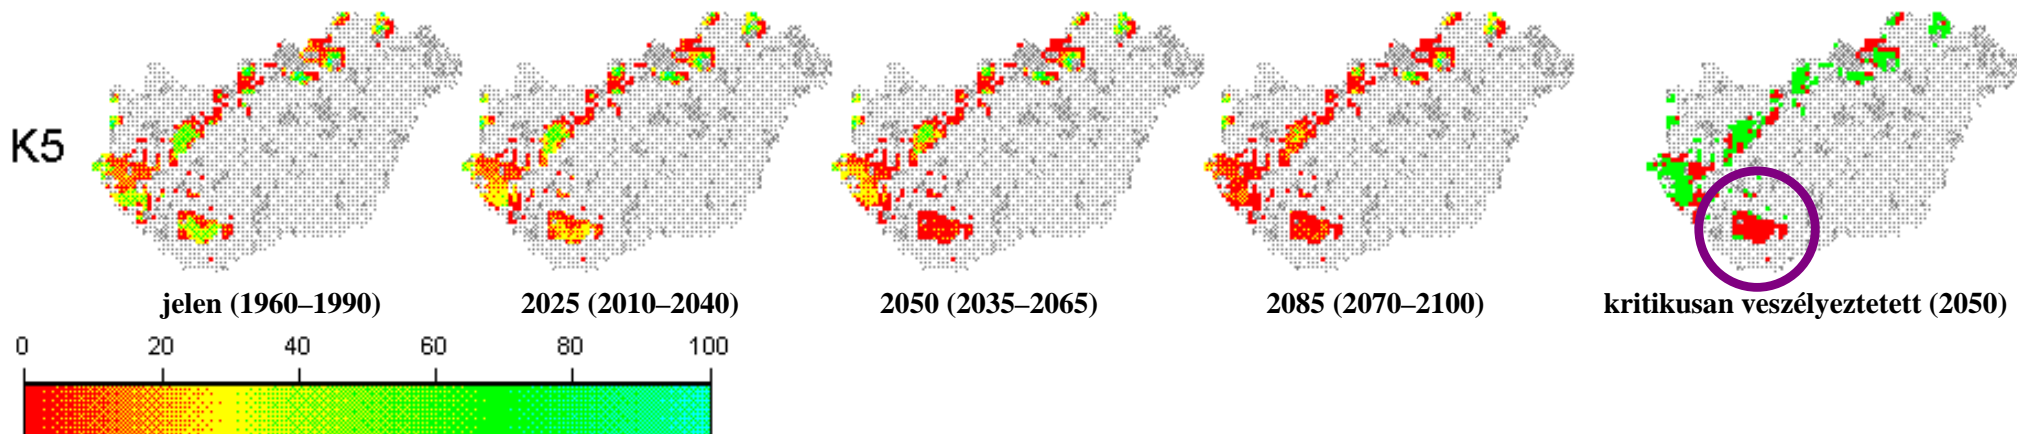 K5
jelen (1960–1990)
2025 (2010–2040)
2050 (2035–2065)
2085 (2070–2100)
kritikusan veszélyeztetett (2050)
0 20 40 60 80 100